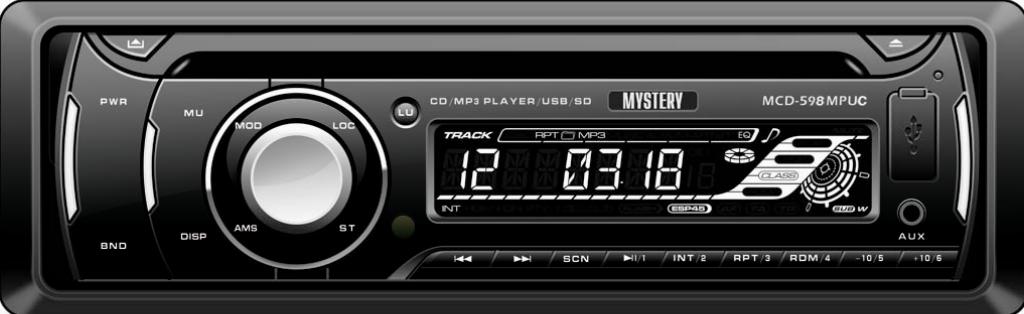 PWR
MU
MOD
LOC
LU
CD/MP3 PLAYER/USB/SD
MYSTERY
MCD-598MPUC
TRACK
RPT MP3
EQ
12 03.18
CLASS
INT
ESP45
SUB W
BND
DISP
AMS
ST
AUX
SCN
/1
INT/2
RPT/3
RDM/4
-10/5
+10/6